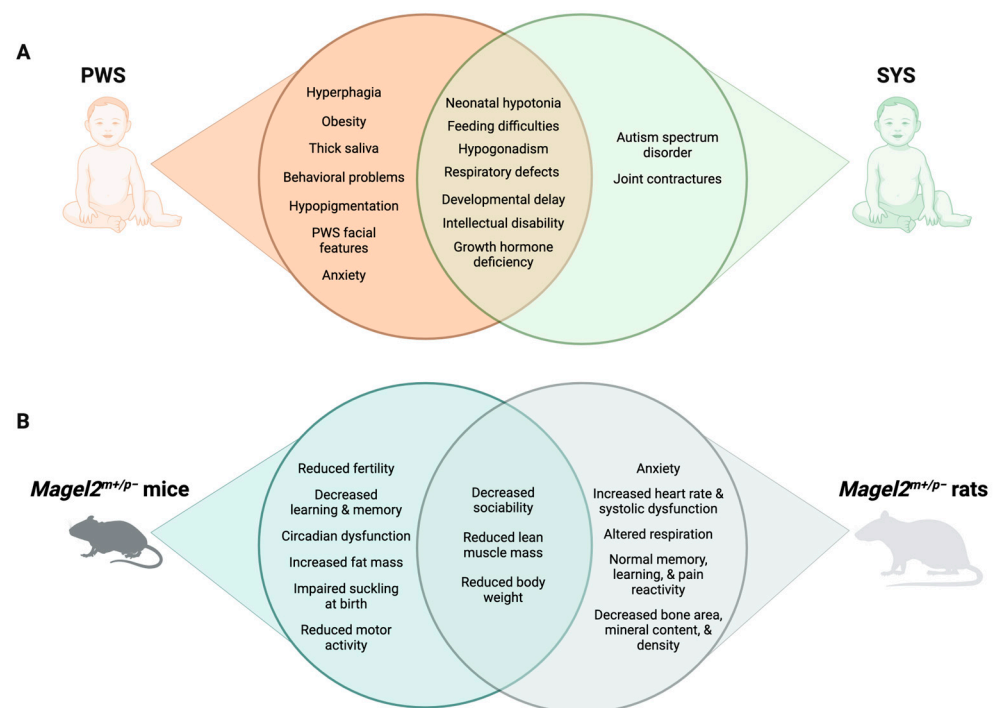 A
PWS
SYS
Hyperphagia
Obesity
Thick saliva
Behavioral problems
Hypopigmentation
PWS facial
features
Anxiety
Neonatal hypotonia
Feeding difficulties
Hypogonadism
Respiratory defects
Developmental delay
Intellectual disability
Growth hormone
deficiency
Autism spectrum
disorder
Joint contractures
B
Magel2m+/p− mice
Magel2m+/p− rats
Reduced fertility
Decreased
learning & memory
Circadian dysfunction
Increased fat mass
Impaired suckling
at birth
Reduced motor
activity
Decreased
sociability
Reduced lean
muscle mass
Reduced body
weight
Anxiety
Increased heart rate &
systolic dysfunction
Altered respiration
Normal memory,
learning, & pain
reactivity
Decreased bone area,
mineral content, &
density